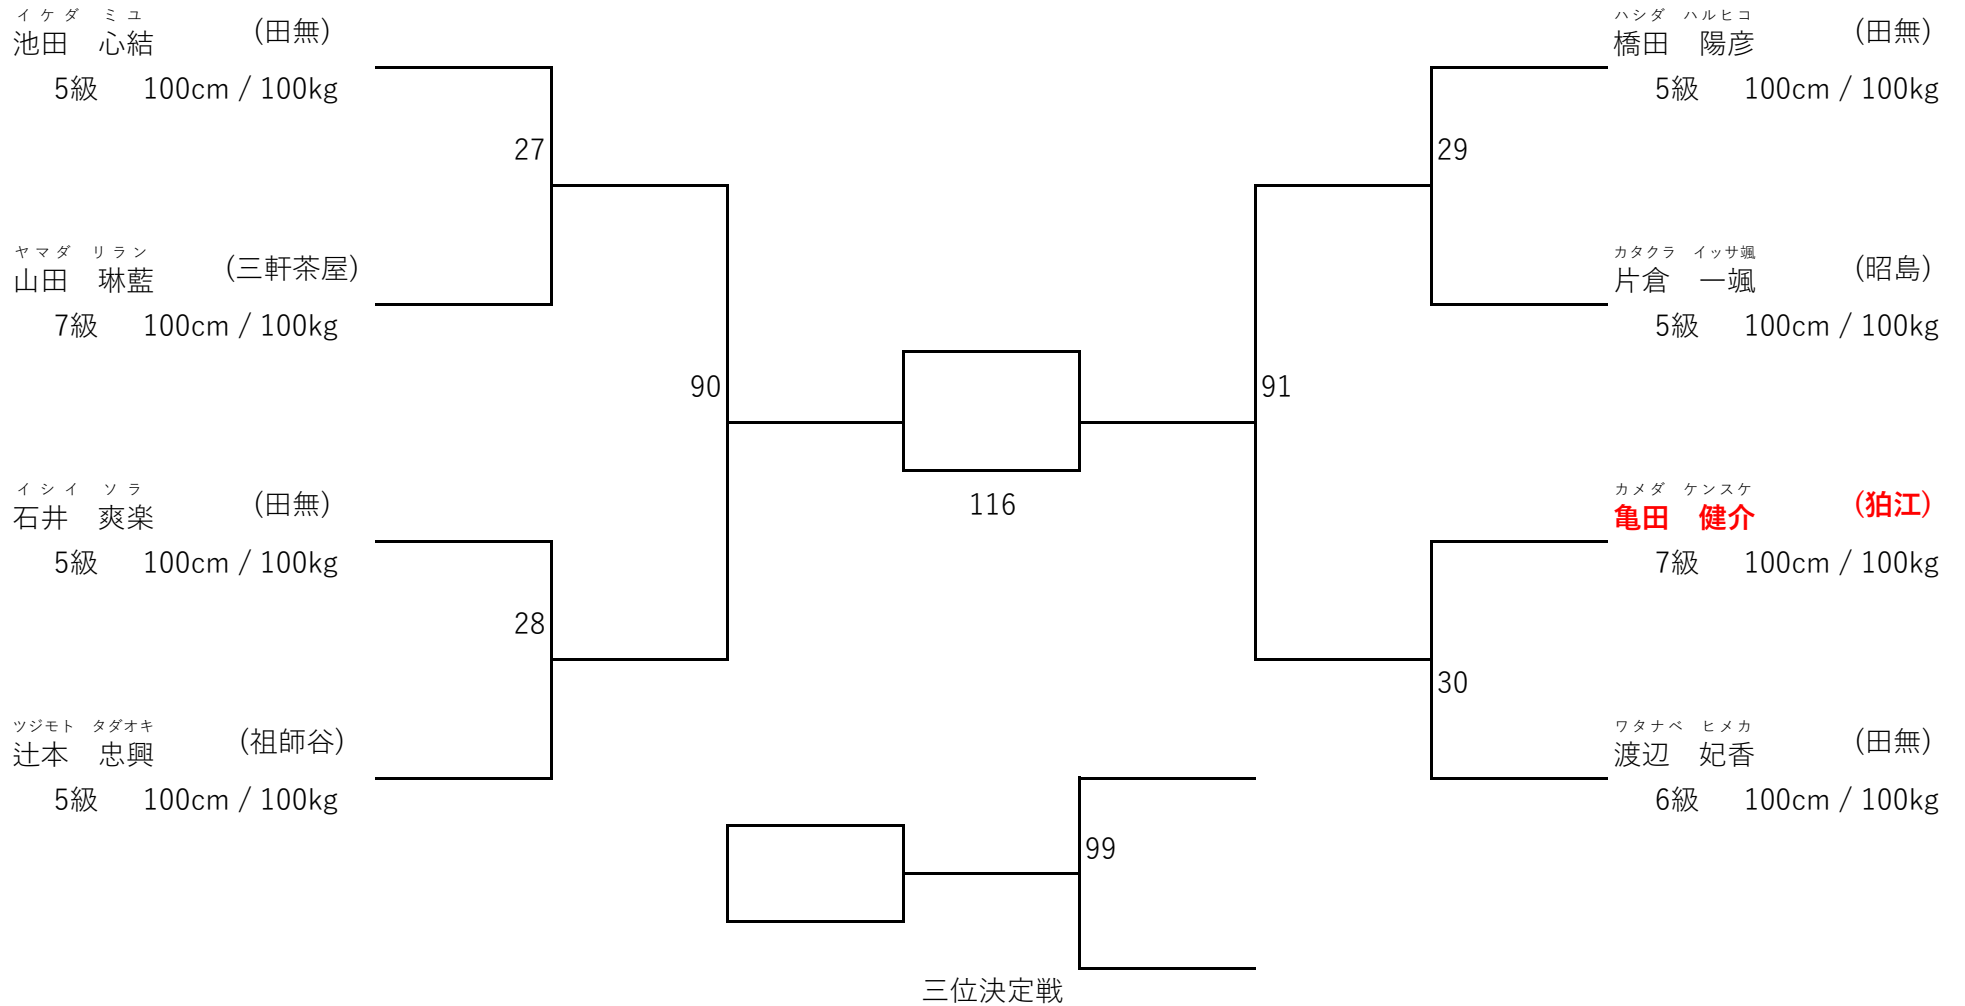 イケダ　ミユ
池田　心結 (田無)
5級 100cm / 100kg
27
ヤマダ　リラン
山田　琳藍 (三軒茶屋)
7級 100cm / 100kg
90
イシイ　ソラ
石井　爽楽 (田無)
5級 100cm / 100kg
28
ツジモト　タダオキ
辻本　忠興 (祖師谷)
5級 100cm / 100kg
116
ハシダ　ハルヒコ
橋田　陽彦 (田無)
5級 100cm / 100kg
29
カタクラ　イッサ颯
片倉　一颯 (昭島)
5級 100cm / 100kg
91
カメダ　ケンスケ
亀田　健介 (狛江)
7級 100cm / 100kg
30
ワタナベ　ヒメカ
渡辺　妃香 (田無)
6級 100cm / 100kg
99
三位決定戦